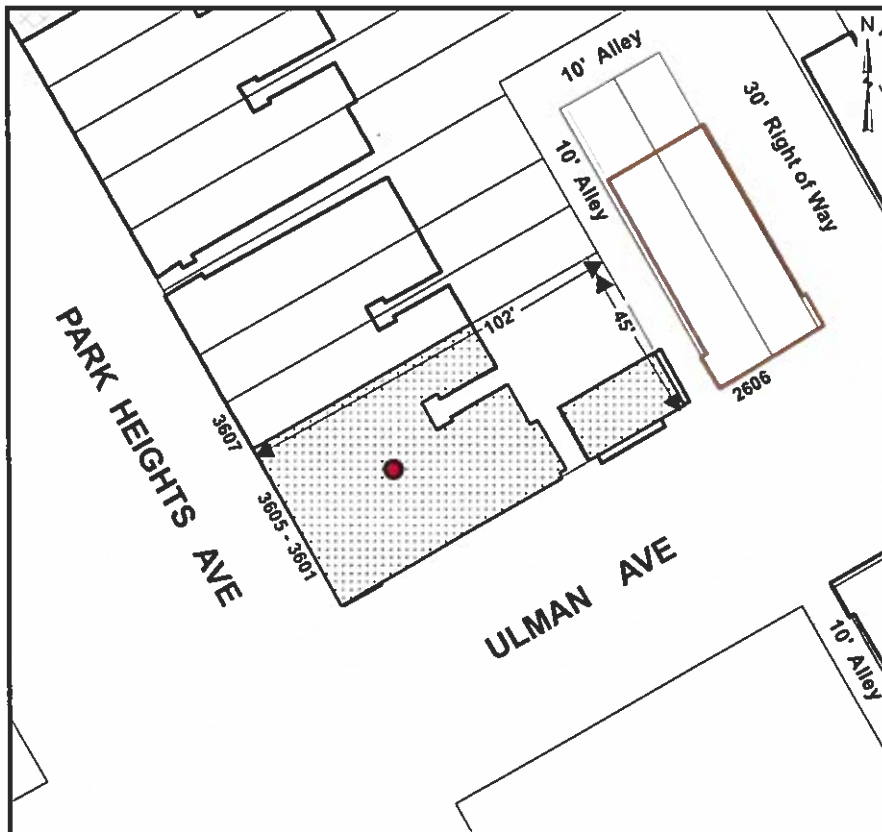 N
10' Alley
30' Right of Way
10' Alley
102'
45'
2606
PARK HEIGHTS AVE
3607
3605 - 3601
ULMAN AVE
10' Alley